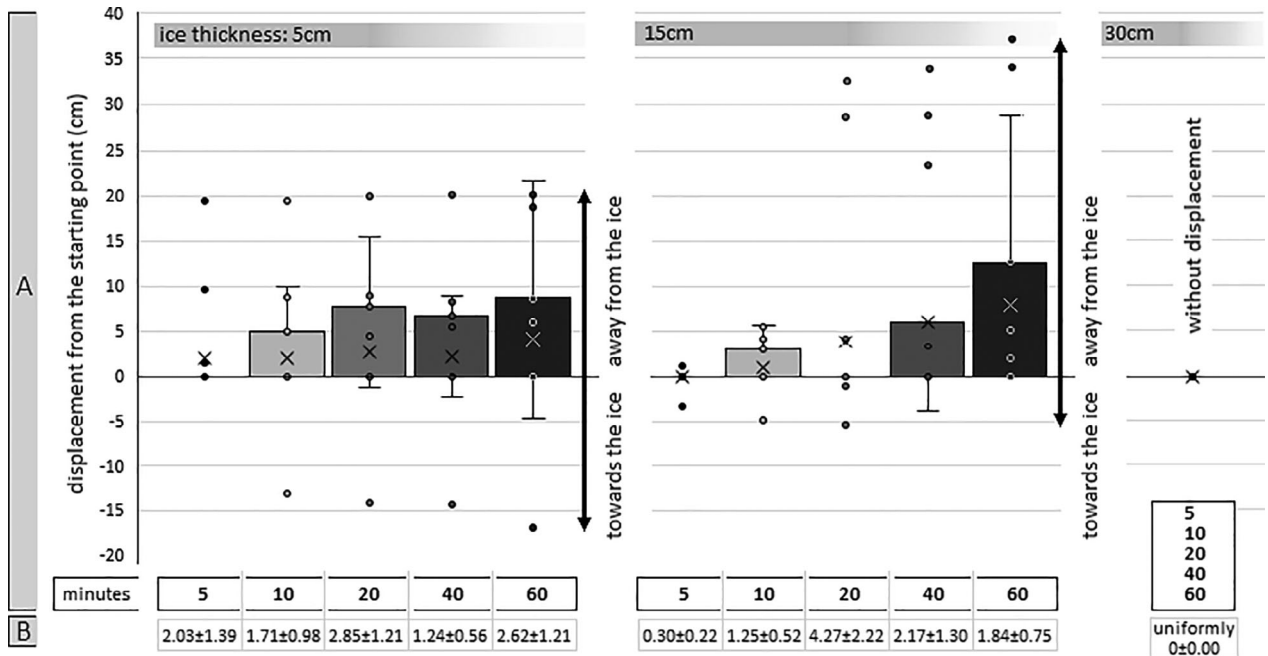 40
35
30
25
20
15
10
5
0
-5
-10
-15
-20
displacement from the starting point (cm)
A
ice thickness: 5cm
15cm
30cm
away from the ice
towards the ice
away from the ice
towards the ice
without displacement
minutes
5 10 20 40 60
5 10 20 40 60
5
10
20
40
60
B
2.03±1.39 1.71±0.98 2.85±1.21 1.24±0.56 2.62±1.21
0.30±0.22 1.25±0.52 4.27±2.22 2.17±1.30 1.84±0.75
uniformly
0±0.00